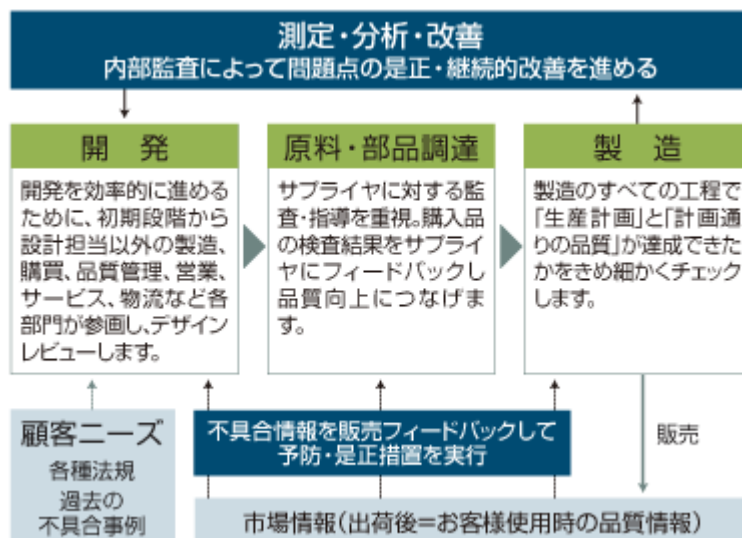 測定・分析・改善
内部監査によって問題点の是正・継続的改善を進める
開 発
開発を効率的に進める
ために、初期段階から
設計担当以外の製造、
購買、品質管理、営業、
サービス、物流など各
部門が参画し、デザイン
レビューします。
原料・部品調達
サプライヤに対する監
査・指導を重視。購入品
の検査結果をサプライ
ヤにフィードバックし
品質向上につなげま
す。
製 造
製造のすべての工程で
「生産計画」と「計画通
りの品質」が達成できた
かをきめ細かくチェック
します。
顧客ニーズ
各種法規
過去の
不具合事例
不具合情報を販売フィードバックして
予防・是正措置を実行
販売
市場情報(出荷後=お客様使用時の品質情報)